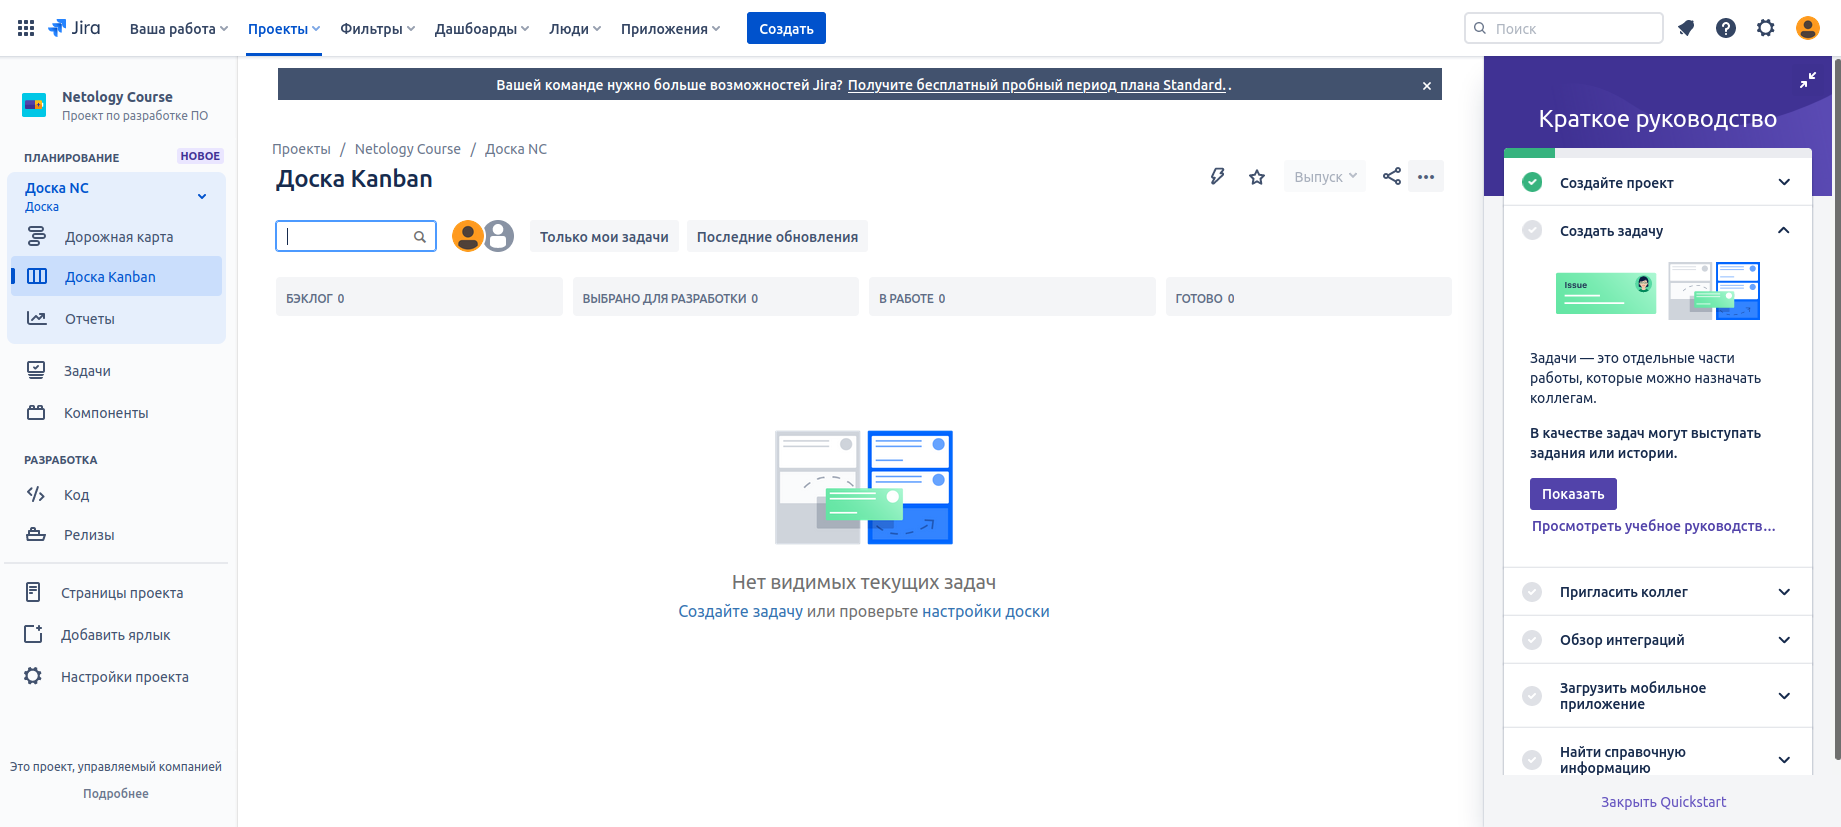 Jira
Ваша работа
Проекты
Фильтры
Дашбоарды
Люди
Приложения
Создать
Поиск
Netology Course
Проект по разработке ПО
ПЛАНИРОВАНИЕ
НОВОЕ
Доска NC
Доска
Дорожная карта
Доска Kanban
Отчеты
Задачи
Компоненты
РАЗРАБОТКА
Код
Релизы
Страницы проекта
Добавить ярлык
Настройки проекта
Это проект, управляемый компанией
Подробнее
Вашей команде нужно больше возможностей Jira? Получите бесплатный пробный период плана Standard. .
Проекты / Netology Course / Доска NC
Доска Kanban
Выпуск
Только мои задачи
Последние обновления
БЭКЛОГ 0
ВЫБРАНО ДЛЯ РАЗРАБОТКИ 0
В РАБОТЕ 0
ГОТОВО 0
Нет видимых текущих задач
Создайте задачу или проверьте настройки доски
Краткое руководство
Создайте проект
Создать задачу
Issue
Задачи — это отдельные части
работы, которые можно назначать
коллегам.
В качестве задач могут выступать
задания или истории.
Показать
Просмотреть учебное руководств...
Пригласить коллег
Обзор интеграций
Загрузить мобильное
приложение
Найти справочную
информацию
Закрыть Quickstart